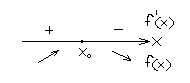 + − f'(x)
x₀ x
f(x)